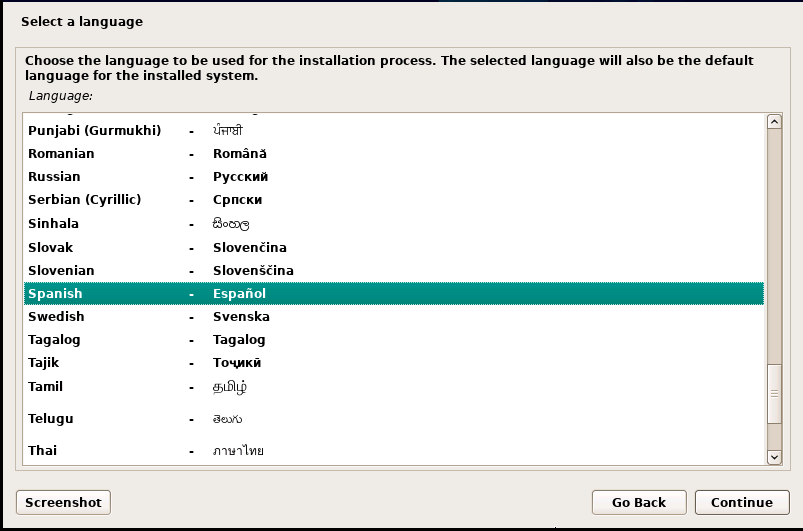 Select a language
Choose the language to be used for the installation process. The selected language will also be the default
language for the installed system.
Language:
Punjabi (Gurmukhi) - ਪੰਜਾਬੀ
Romanian - Română
Russian - Русский
Serbian (Cyrillic) - Српски
Sinhala - සිංහල
Slovak - Slovenčina
Slovenian - Slovenščina
Spanish - Español
Swedish - Svenska
Tagalog - Tagalog
Tajik - Тоҷикӣ
Tamil - தமிழ்
Telugu - తెలుగు
Thai - ภาษาไทย
Screenshot Go Back Continue